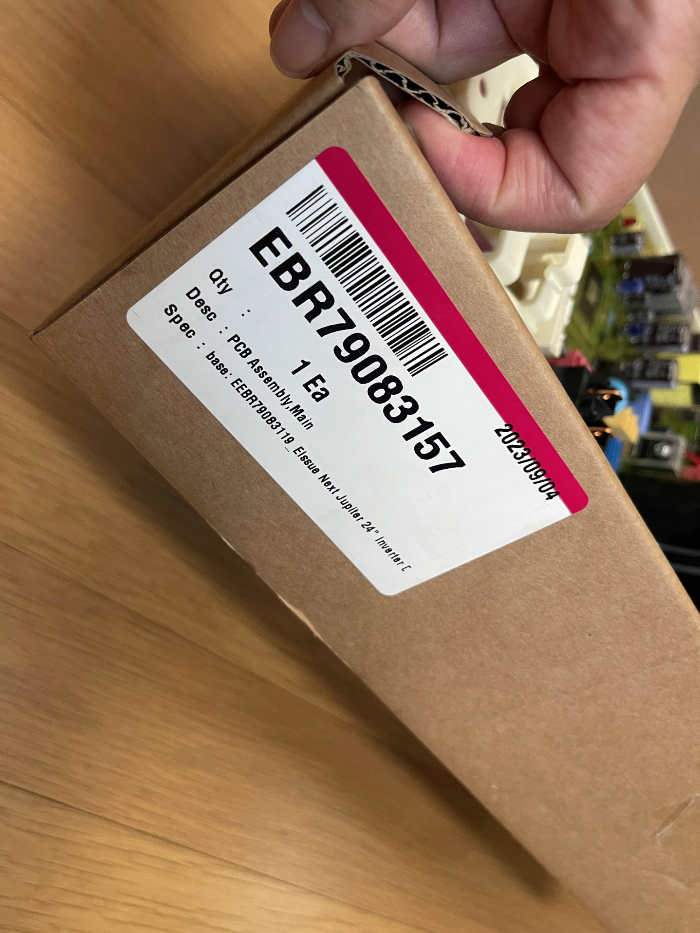 EBR79083157
2023/09/04
Qty : 1 Ea
Desc : PCB Assembly,Main
Spec : base: EEBR79083119_EIssue Next Jupiter 24" Inverter D